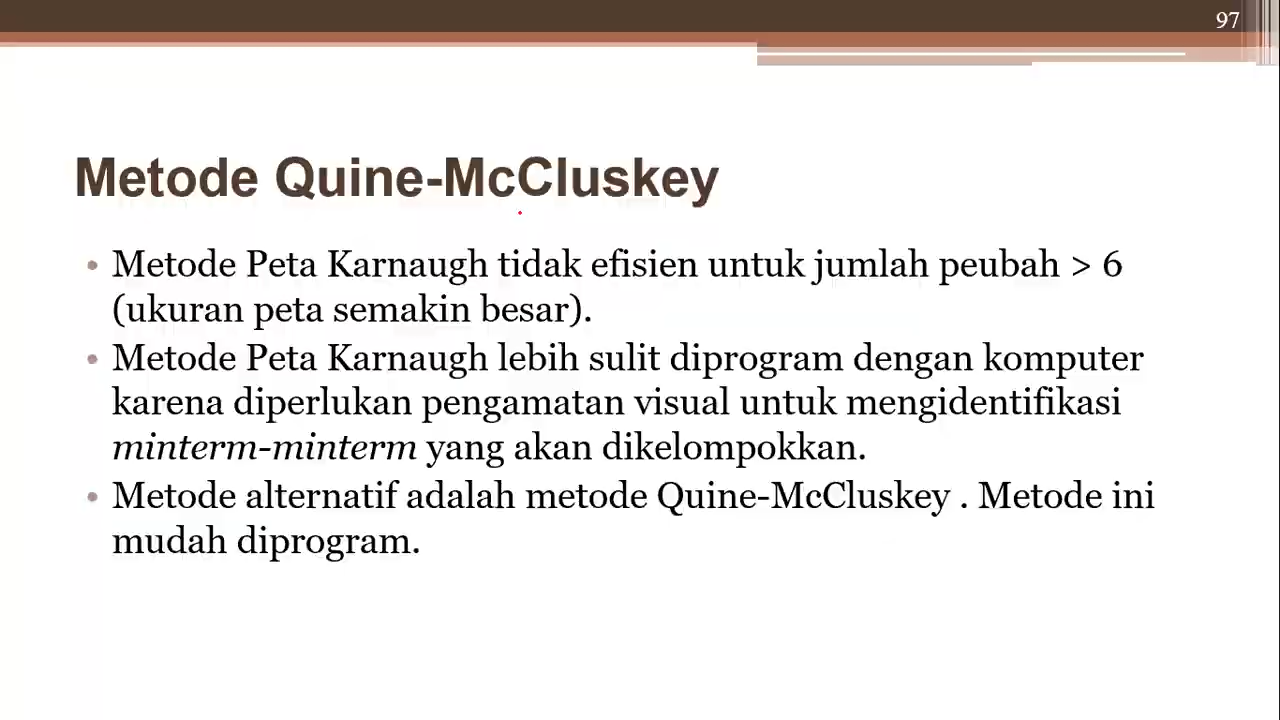 97
Metode Quine-McCluskey
• Metode Peta Karnaugh tidak efisien untuk jumlah peubah > 6
(ukuran peta semakin besar).
• Metode Peta Karnaugh lebih sulit diprogram dengan komputer
karena diperlukan pengamatan visual untuk mengidentifikasi
minterm-minterm yang akan dikelompokkan.
• Metode alternatif adalah metode Quine-McCluskey . Metode ini
mudah diprogram.